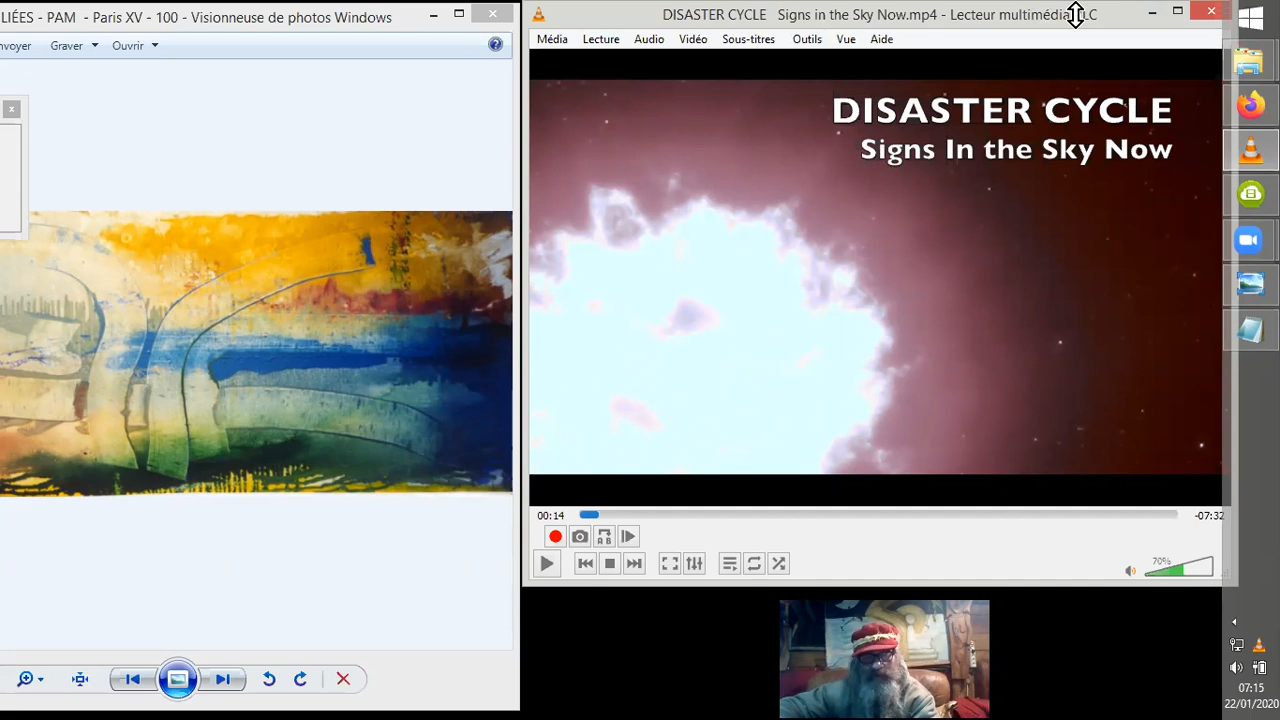 LIÉES - PAM - Paris XV - 100 - Visionneuse de photos Windows
nvoyer Graver Ouvrir
DISASTER CYCLE Signs in the Sky Now.mp4 - Lecteur multimédia LC
Média Lecture Audio Vidéo Sous-titres Outils Vue Aide
DISASTER CYCLE
Signs In the Sky Now
00:14 -07:32
A B
70%
07:15
22/01/2020